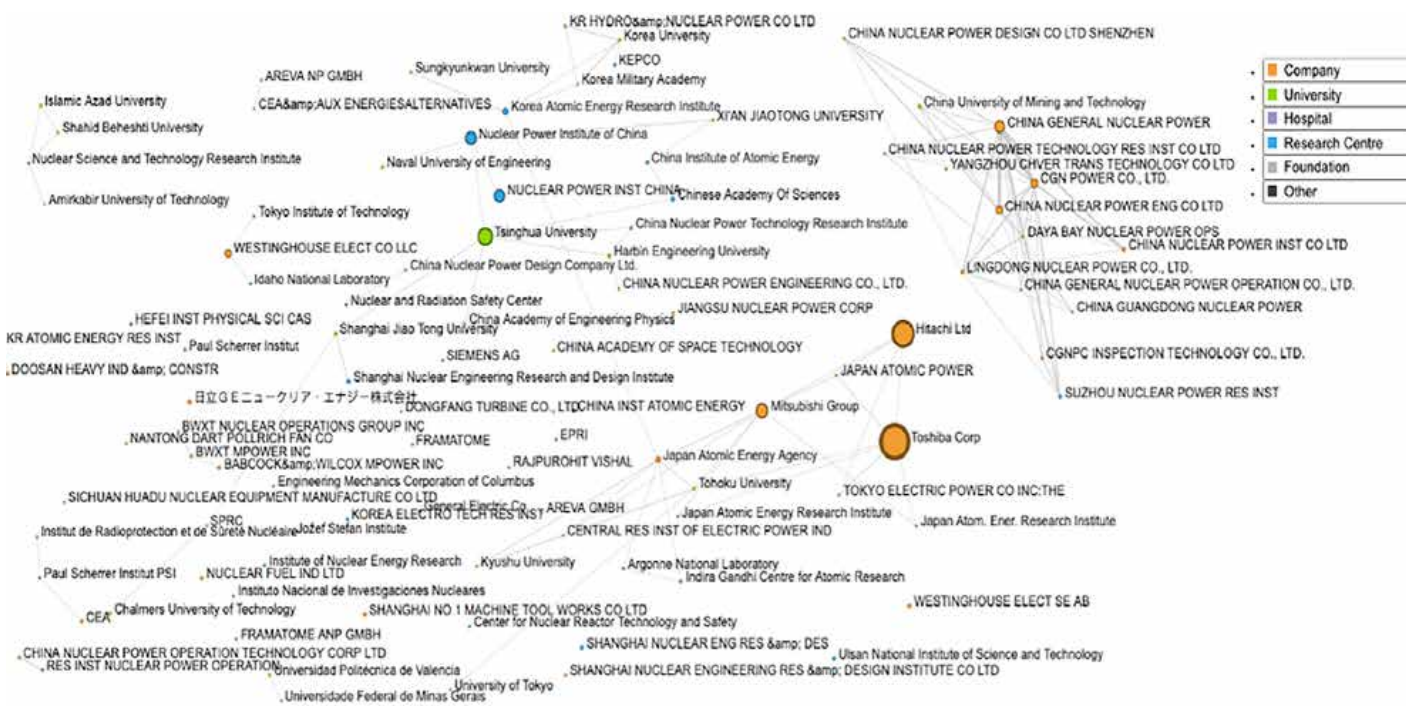 KR HYDRO&amp;NUCLEAR POWER CO LTD
Korea University
CHINA NUCLEAR POWER DESIGN CO LTD SHENZHEN
KEPCO
Sungkyunkwan University
Company
AREVA NP GMBH
Korea Military Academy
University
Islamic Azad University
CEA&amp;AUX ENERGIESALTERNATIVES
Korea Atomic Energy Research Institute
China University of Mining and Technology
Hospital
XI'AN JIAOTONG UNIVERSITY
CHINA GENERAL NUCLEAR POWER
Shahid Beheshti University
Nuclear Power Institute of China
Research Centre
CHINA NUCLEAR POWER TECHNOLOGY RES INST CO LTD
Nuclear Science and Technology Research Institute
Naval University of Engineering
China Institute of Atomic Energy
YANGZHOU CHVER TRANS TECHNOLOGY CO LTD
Foundation
CGN POWER CO., LTD.
NUCLEAR POWER INST CHINA
Chinese Academy Of Sciences
Other
Amirkabir University of Technology
CHINA NUCLEAR POWER ENG CO LTD
Tokyo Institute of Technology
China Nuclear Power Technology Research Institute
Tsinghua University
DAYA BAY NUCLEAR POWER OPS
WESTINGHOUSE ELECT CO LLC
Harbin Engineering University
CHINA NUCLEAR POWER INST CO LTD
China Nuclear Power Design Company Ltd.
LINGDONG NUCLEAR POWER CO., LTD.
Idaho National Laboratory
CHINA NUCLEAR POWER ENGINEERING CO., LTD.
CHINA GENERAL NUCLEAR POWER OPERATION CO., LTD.
Nuclear and Radiation Safety Center
JIANGSU NUCLEAR POWER CORP
CHINA GUANGDONG NUCLEAR POWER
HEFEI INST PHYSICAL SCI CAS
China Academy of Engineering Physics
Shanghai Jiao Tong University
Hitachi Ltd
KR ATOMIC ENERGY RES INST
Paul Scherrer Institut
CHINA ACADEMY OF SPACE TECHNOLOGY
SIEMENS AG
CGNPC INSPECTION TECHNOLOGY CO., LTD.
DOOSAN HEAVY IND &amp; CONSTR
Shanghai Nuclear Engineering Research and Design Institute
JAPAN ATOMIC POWER
SUZHOU NUCLEAR POWER RES INST
日立GEニュークリア・エナジー株式会社
DONGFANG TURBINE CO., LTD
CHINA INST ATOMIC ENERGY
Mitsubishi Group
BWXT NUCLEAR OPERATIONS GROUP INC
NANTONG DART POLLRICH FAN CO
FRAMATOME
EPRI
Toshiba Corp
BWXT MPOWER INC
BABCOCK&amp;WILCOX MPOWER INC
RAJPUROHIT VISHAL
Japan Atomic Energy Agency
Engineering Mechanics Corporation of Columbus
Tohoku University
TOKYO ELECTRIC POWER CO INC:THE
SICHUAN HUADU NUCLEAR EQUIPMENT MANUFACTURE CO LTD
General Electric Co
AREVA GMBH
KOREA ELECTRO TECH RES INST
Japan Atomic Energy Research Institute
SPRC
Japan Atom. Ener. Research Institute
Institut de Radioprotection et de Sûreté Nucléaire
Jožef Stefan Institute
CENTRAL RES INST OF ELECTRIC POWER IND
Institute of Nuclear Energy Research
Kyushu University
Argonne National Laboratory
Paul Scherrer Institut PSI
NUCLEAR FUEL IND LTD
Indira Gandhi Centre for Atomic Research
Instituto Nacional de Investigaciones Nucleares
WESTINGHOUSE ELECT SE AB
CEA
Chalmers University of Technology
SHANGHAI NO 1 MACHINE TOOL WORKS CO LTD
Center for Nuclear Reactor Technology and Safety
FRAMATOME ANP GMBH
SHANGHAI NUCLEAR ENG RES &amp; DES
CHINA NUCLEAR POWER OPERATION TECHNOLOGY CORP LTD
Ulsan National Institute of Science and Technology
RES INST NUCLEAR POWER OPERATION
Universidad Politécnica de Valencia
SHANGHAI NUCLEAR ENGINEERING RES &amp; DESIGN INSTITUTE CO LTD
University of Tokyo
Universidade Federal de Minas Gerais